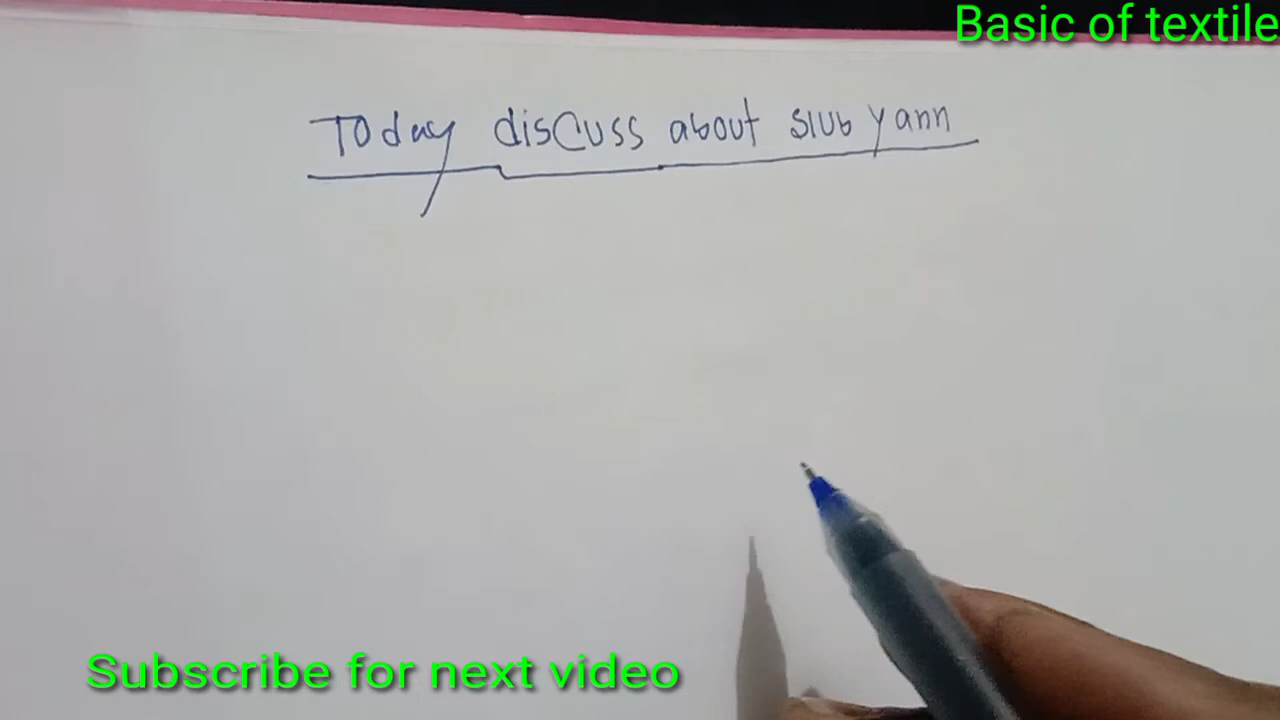 Basic of textile
Today discuss about slub yarn
Subscribe for next video